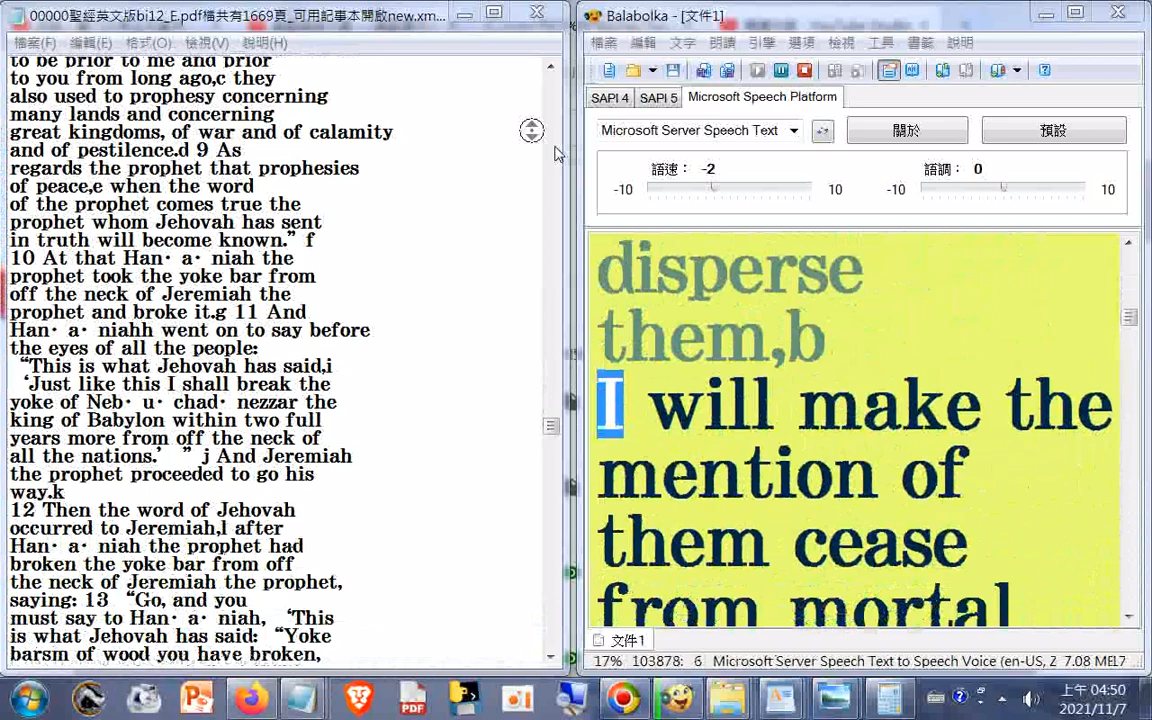 00000聖經英文版bi12_E.pdf檔共有1669頁_可用記事本開啟new.xm...
檔案(F) 編輯(E) 格式(O) 檢視(V) 說明(H)
to be prior to me and prior
to you from long ago,c they
also used to prophesy concerning
many lands and concerning
great kingdoms, of war and of calamity
and of pestilence.d 9 As
regards the prophet that prophesies
of peace,e when the word
of the prophet comes true the
prophet whom Jehovah has sent
in truth will become known.” f
10 At that Han· a· niah the
prophet took the yoke bar from
off the neck of Jeremiah the
prophet and broke it.g 11 And
Han· a· niahh went on to say before
the eyes of all the people:
“This is what Jehovah has said,i
‘Just like this I shall break the
yoke of Neb· u· chad· nezzar the
king of Babylon within two full
years more from off the neck of
all the nations.’ ” j And Jeremiah
the prophet proceeded to go his
way.k
12 Then the word of Jehovah
occurred to Jeremiah,l after
Han· a· niah the prophet had
broken the yoke bar from off
the neck of Jeremiah the prophet,
saying: 13 “Go, and you
must say to Han· a· niah, ‘This
is what Jehovah has said: “Yoke
barsm of wood you have broken,
Balabolka - [文件1]
檔案 編輯 文字 朗讀 引擎 選項 檢視 工具 書籤 說明
SAPI 4 SAPI 5 Microsoft Speech Platform
Microsoft Server Speech Text 關於 預設
語速： -2 語調： 0
-10 10 -10 10
disperse
them,b
I will make the
mention of
them cease
from mortal
文件1
17% 103878: 6 Microsoft Server Speech Text to Speech Voice (en-US, Z 7.08 MEL7
上午 04:50
2021/11/7